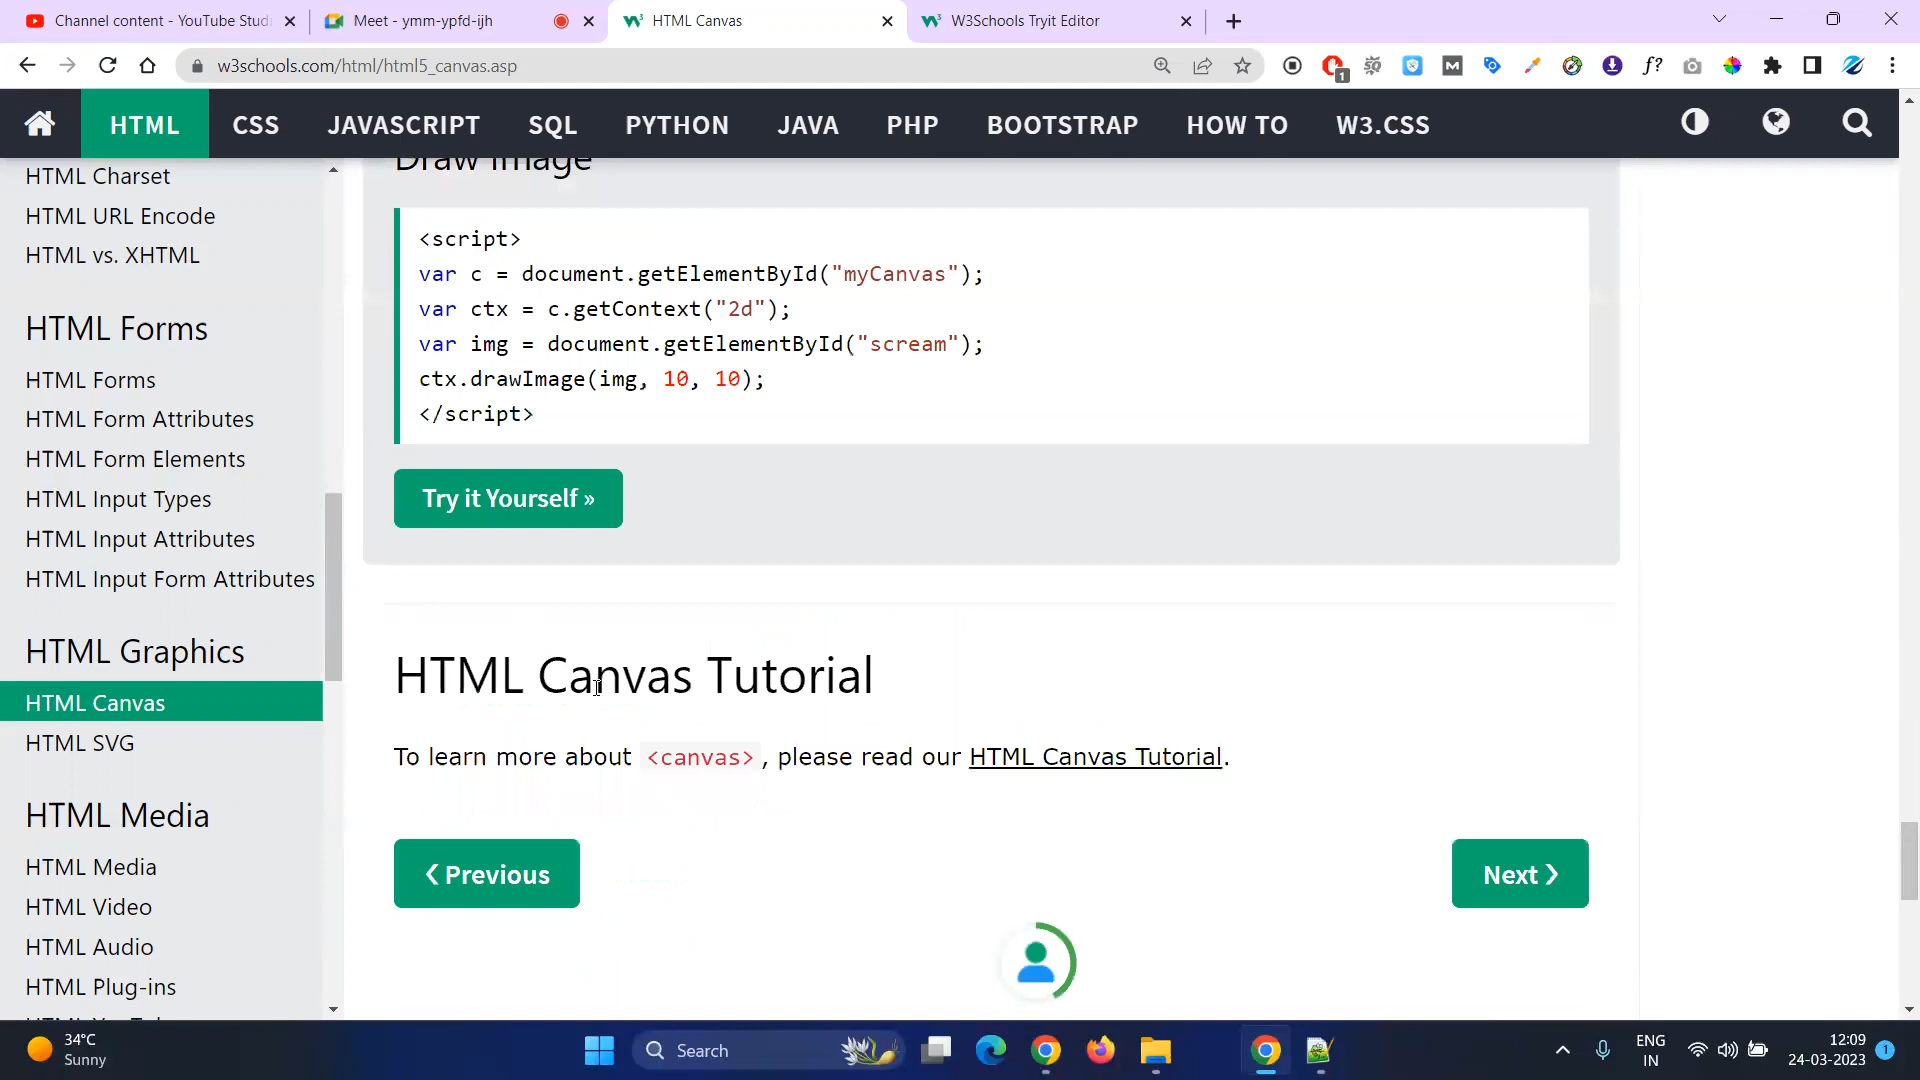 Channel content - YouTube Stud
Meet - ymm-ypfd-ijh
HTML Canvas
W3Schools Tryit Editor
w3schools.com/html/html5_canvas.asp
1
f?
HTML
CSS
JAVASCRIPT
SQL
PYTHON
JAVA
PHP
BOOTSTRAP
HOW TO
W3.CSS
HTML Charset
HTML URL Encode
HTML vs. XHTML
HTML Forms
HTML Forms
HTML Form Attributes
HTML Form Elements
HTML Input Types
HTML Input Attributes
HTML Input Form Attributes
HTML Graphics
HTML Canvas
HTML SVG
HTML Media
HTML Media
HTML Video
HTML Audio
HTML Plug-ins
Draw Image
<script>
var c = document.getElementById("myCanvas");
var ctx = c.getContext("2d");
var img = document.getElementById("scream");
ctx.drawImage(img, 10, 10);
</script>
Try it Yourself »
HTML Canvas Tutorial
To learn more about <canvas>, please read our HTML Canvas Tutorial.
❮ Previous
Next ❯
34°C
Sunny
Search
ENG
IN
12:09
24-03-2023
1